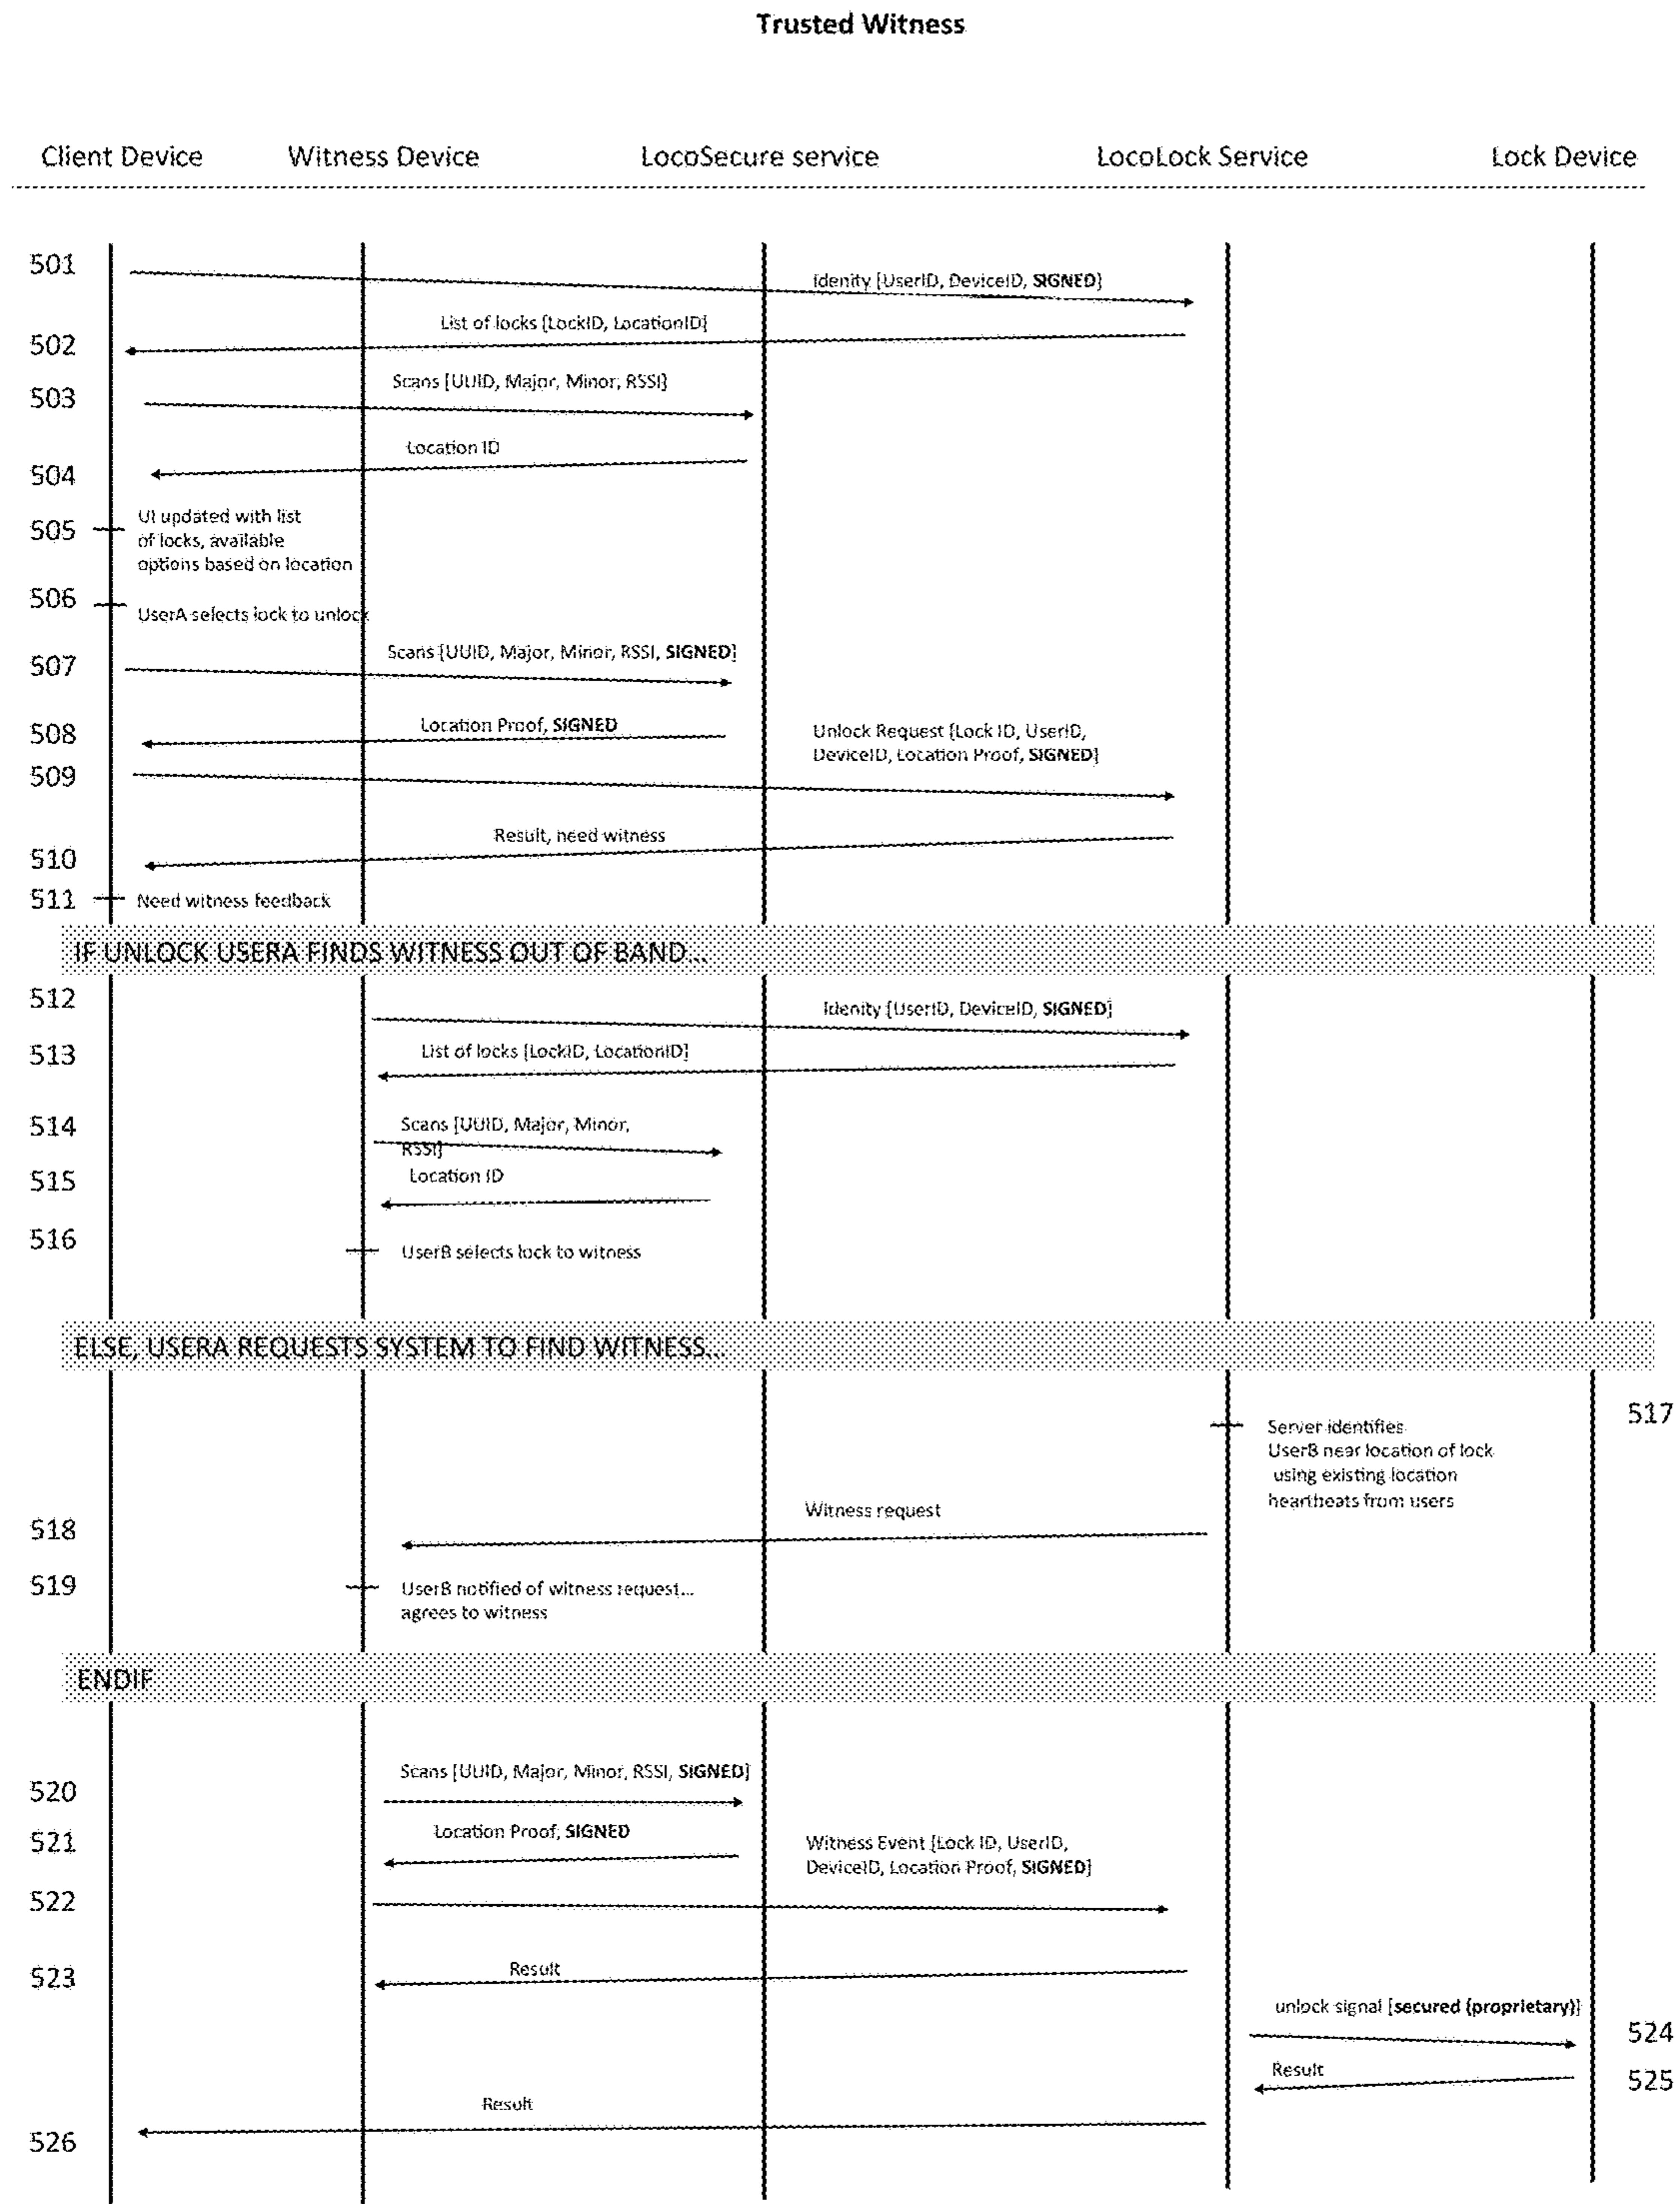 Trusted Witness
Client Device Witness Device LocoSecure service LocoLock Service Lock Device
501
Idenity [UserID, DeviceID, SIGNED]
List of locks [LockID, LocationID]
502
Scans [UUID, Major, Minor, RSSI]
503
Location ID
504
505
UI updated with list
of locks, available
options based on location
506
UserA selects lock to unlock
507
Scans [UUID, Major, Minor, RSSI, SIGNED]
508
Location Proof, SIGNED
Unlock Request [Lock ID, UserID,
DeviceID, Location Proof, SIGNED]
509
Result, need witness
510
511
Need witness feedback
IF UNLOCK USERA FINDS WITNESS OUT OF BAND...
512
Idenity [UserID, DeviceID, SIGNED]
513
List of locks [LockID, LocationID]
514
Scans [UUID, Major, Minor,
RSSI]
515
Location ID
516
UserB selects lock to witness
ELSE, USERA REQUESTS SYSTEM TO FIND WITNESS...
517
Server identifies
UserB near location of lock
using existing location
heartbeats from users
Witness request
518
519
UserB notified of witness request...
agrees to witness
ENDIF
Scans [UUID, Major, Minor, RSSI, SIGNED]
520
Location Proof, SIGNED
521
Witness Event [Lock ID, UserID,
DeviceID, Location Proof, SIGNED]
522
Result
523
unlock signal [secured (proprietary)]
524
Result
525
Result
526